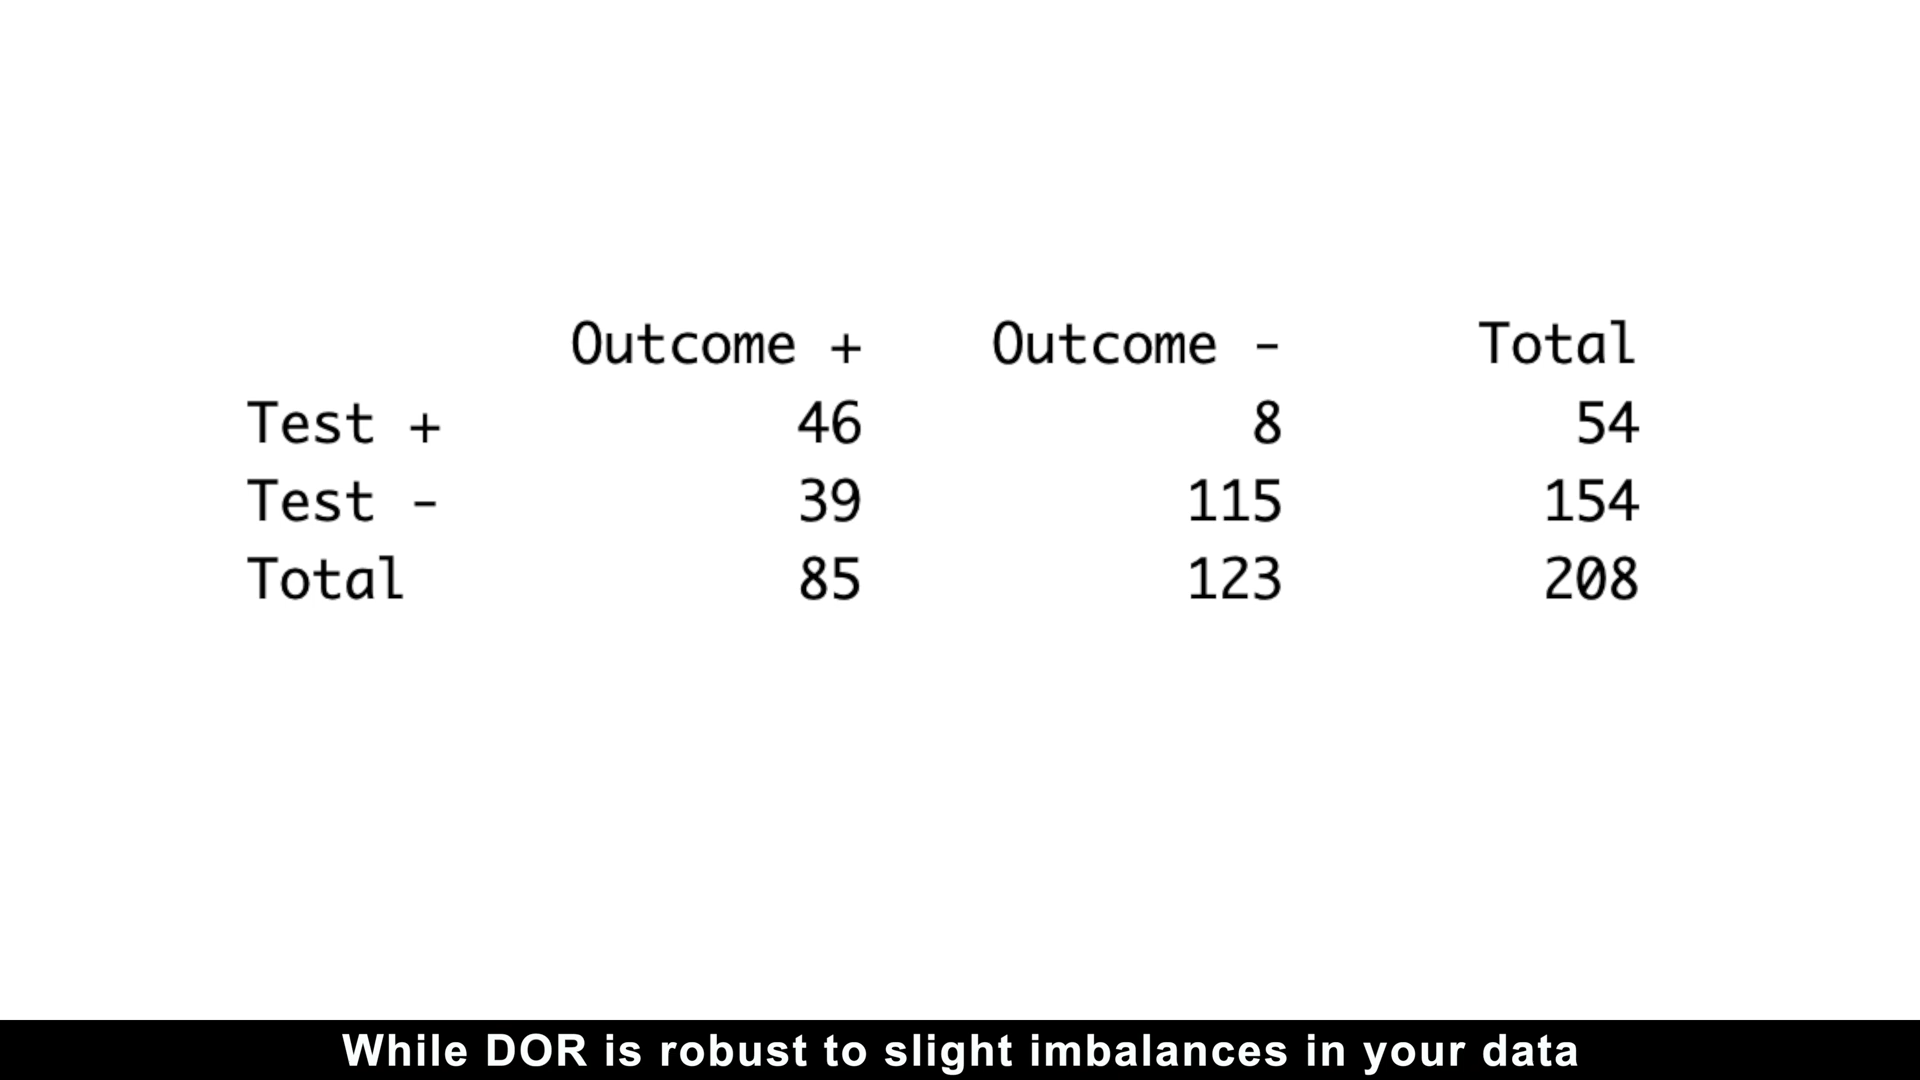 Outcome + Outcome - Total
Test + 46 8 54
Test - 39 115 154
Total 85 123 208
While DOR is robust to slight imbalances in your data